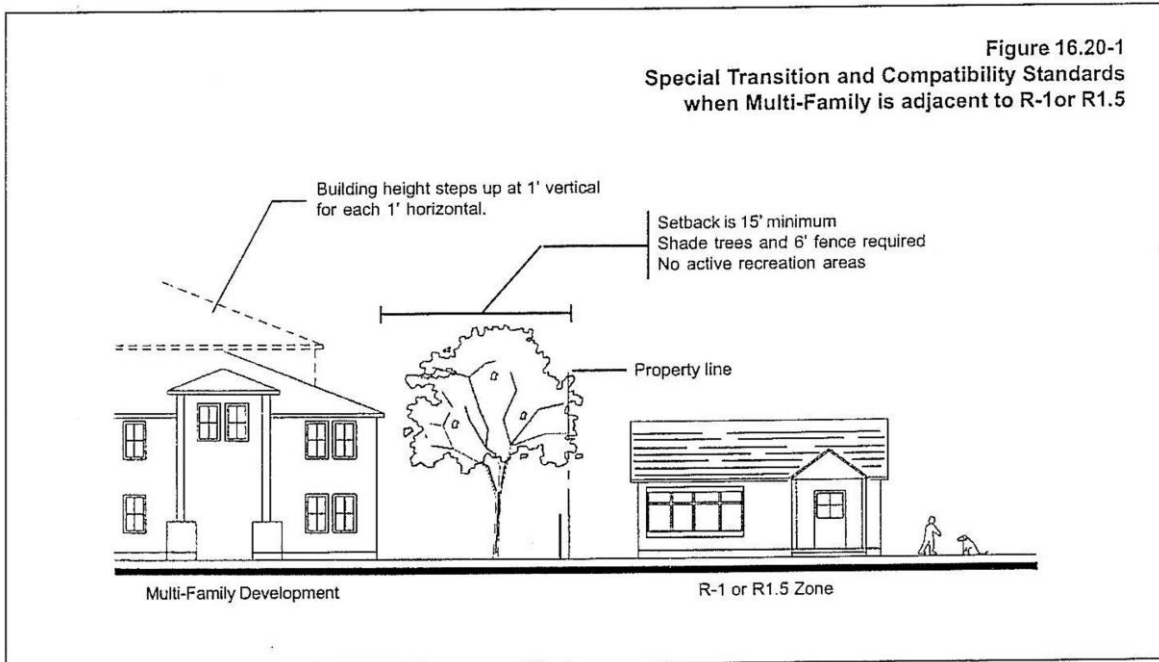 Figure 16.20-1
Special Transition and Compatibility Standards
when Multi-Family is adjacent to R-1or R1.5
Building height steps up at 1' vertical
for each 1' horizontal.
Setback is 15' minimum
Shade trees and 6' fence required
No active recreation areas
Property line
Multi-Family Development
R-1 or R1.5 Zone